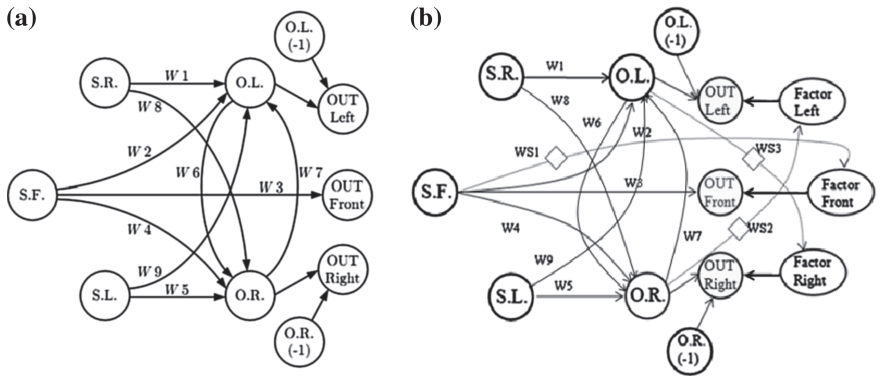 (a)
O.L.
(-1)
S.R.
W 1
O.L.
W 8
OUT
Left
W 2
W 6
W 7
S.F.
W 3
OUT
Front
W 4
W 9
S.L.
W 5
O.R.
OUT
Right
O.R.
(-1)
(b)
O.L.
(-1)
S.R.
W1
O.L.
W8
OUT
Left
Factor
Left
W6
W2
WS1
WS3
S.F.
W3
OUT
Front
Factor
Front
W4
W7
WS2
W9
S.L.
W5
O.R.
OUT
Right
Factor
Right
O.R.
(-1)